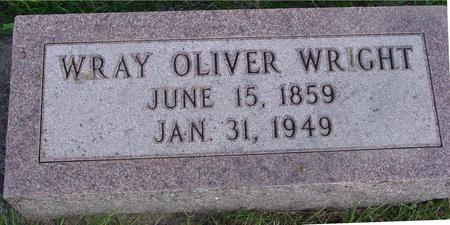 WRAY OLIVER WRIGHT
JUNE 15, 1859
JAN. 31, 1949